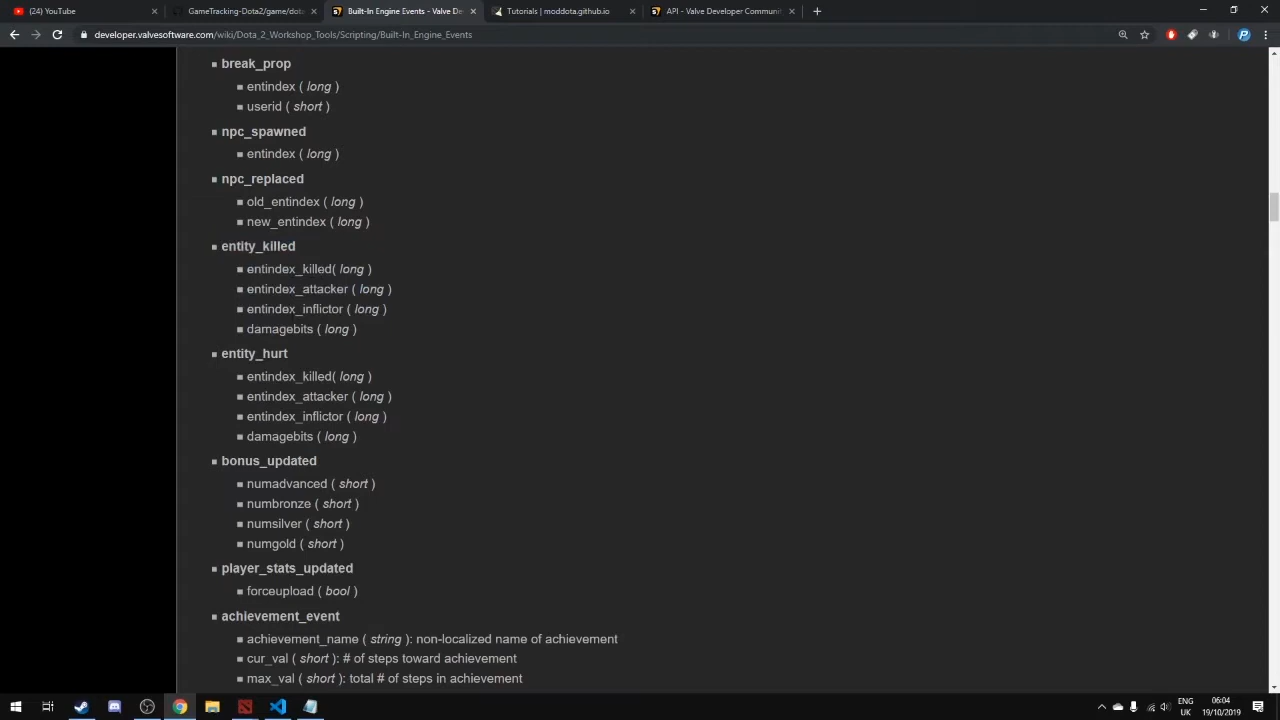 (24) YouTube
GameTracking-Dota2/game/dota
Built-In Engine Events - Valve De
Tutorials | moddota.github.io
API - Valve Developer Communi
developer.valvesoftware.com/wiki/Dota_2_Workshop_Tools/Scripting/Built-In_Engine_Events
break_prop
entindex ( long )
userid ( short )
npc_spawned
entindex ( long )
npc_replaced
old_entindex ( long )
new_entindex ( long )
entity_killed
entindex_killed( long )
entindex_attacker ( long )
entindex_inflictor ( long )
damagebits ( long )
entity_hurt
entindex_killed( long )
entindex_attacker ( long )
entindex_inflictor ( long )
damagebits ( long )
bonus_updated
numadvanced ( short )
numbronze ( short )
numsilver ( short )
numgold ( short )
player_stats_updated
forceupload ( bool )
achievement_event
achievement_name ( string ): non-localized name of achievement
cur_val ( short ): # of steps toward achievement
max_val ( short ): total # of steps in achievement
ENG
UK
06:04
19/10/2019